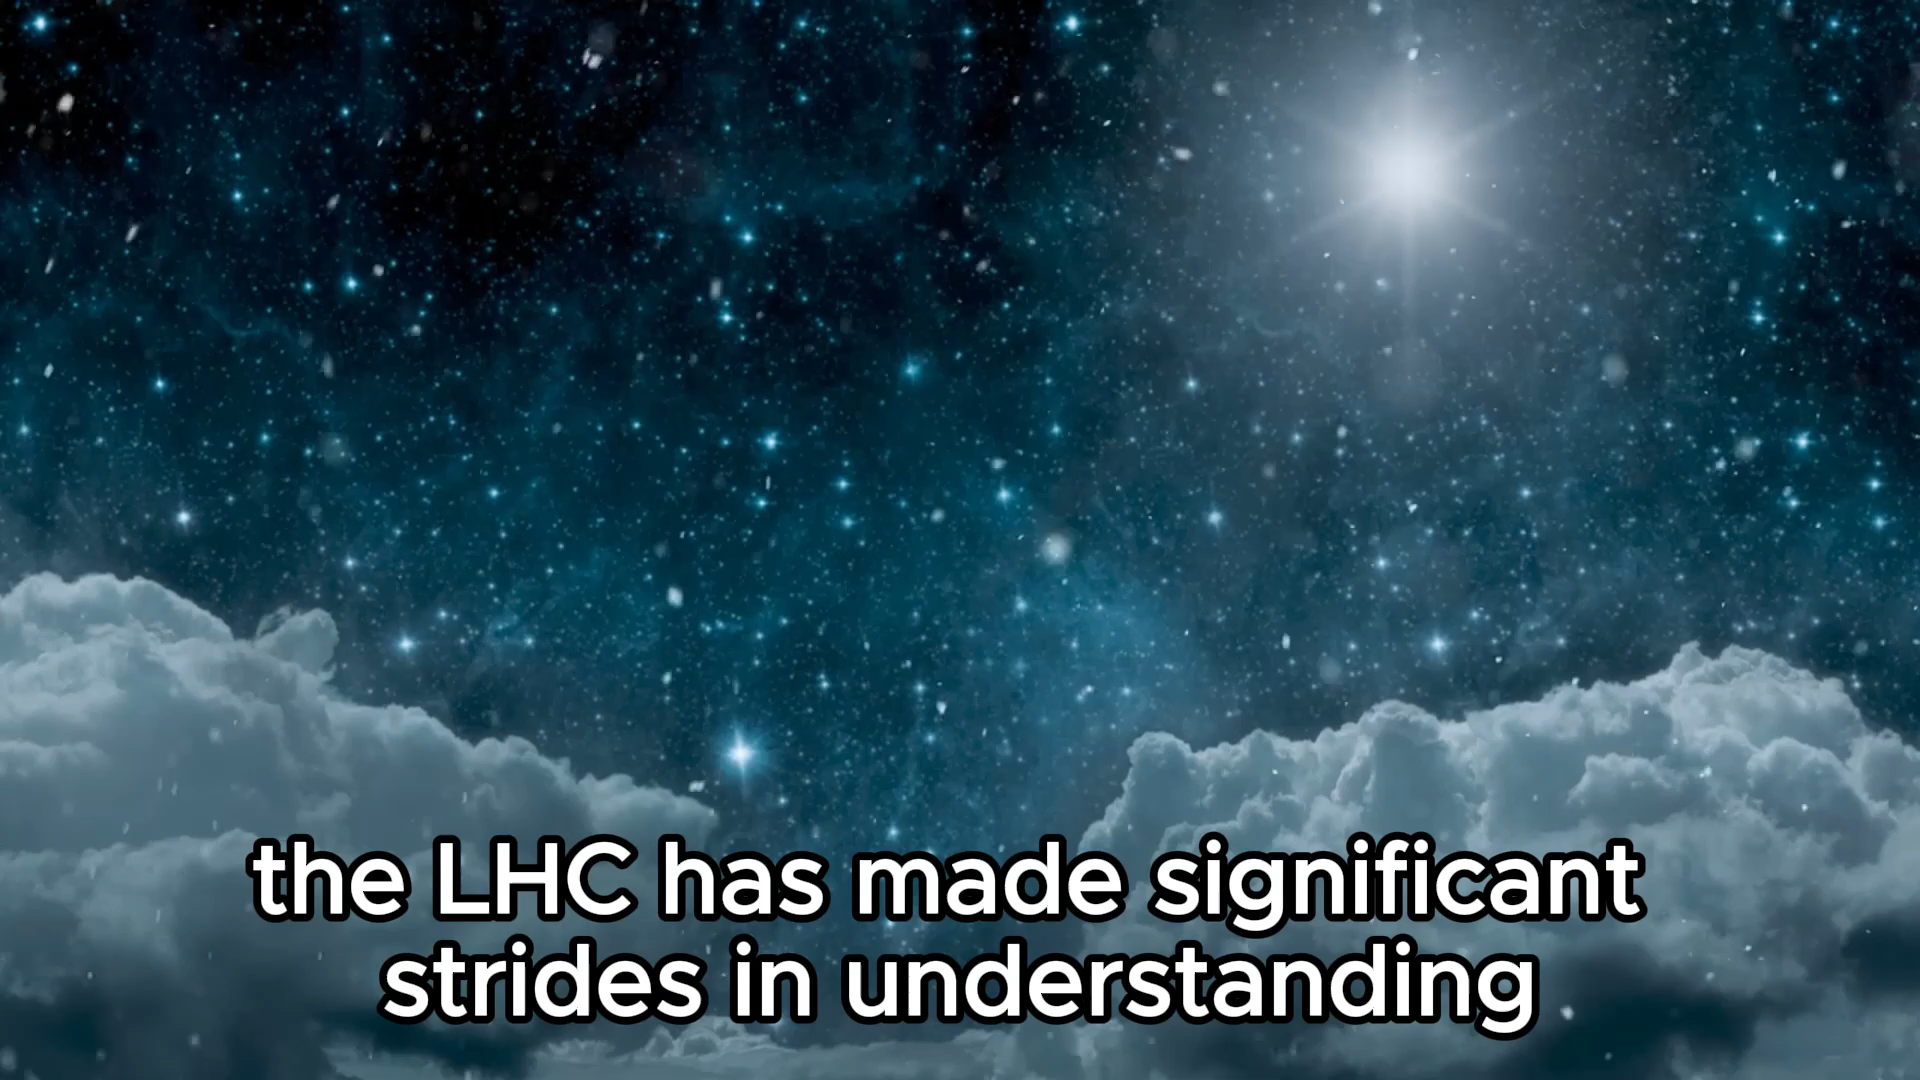 the LHC has made significant
strides in understanding